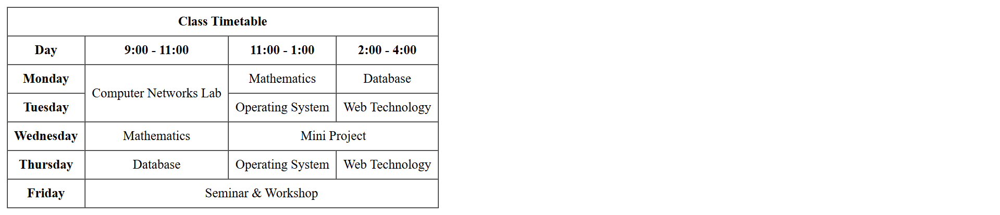 Class Timetable
Day 9:00 - 11:00 11:00 - 1:00 2:00 - 4:00
Monday Computer Networks Lab Mathematics Database
Tuesday Operating System Web Technology
Wednesday Mathematics Mini Project
Thursday Database Operating System Web Technology
Friday Seminar & Workshop